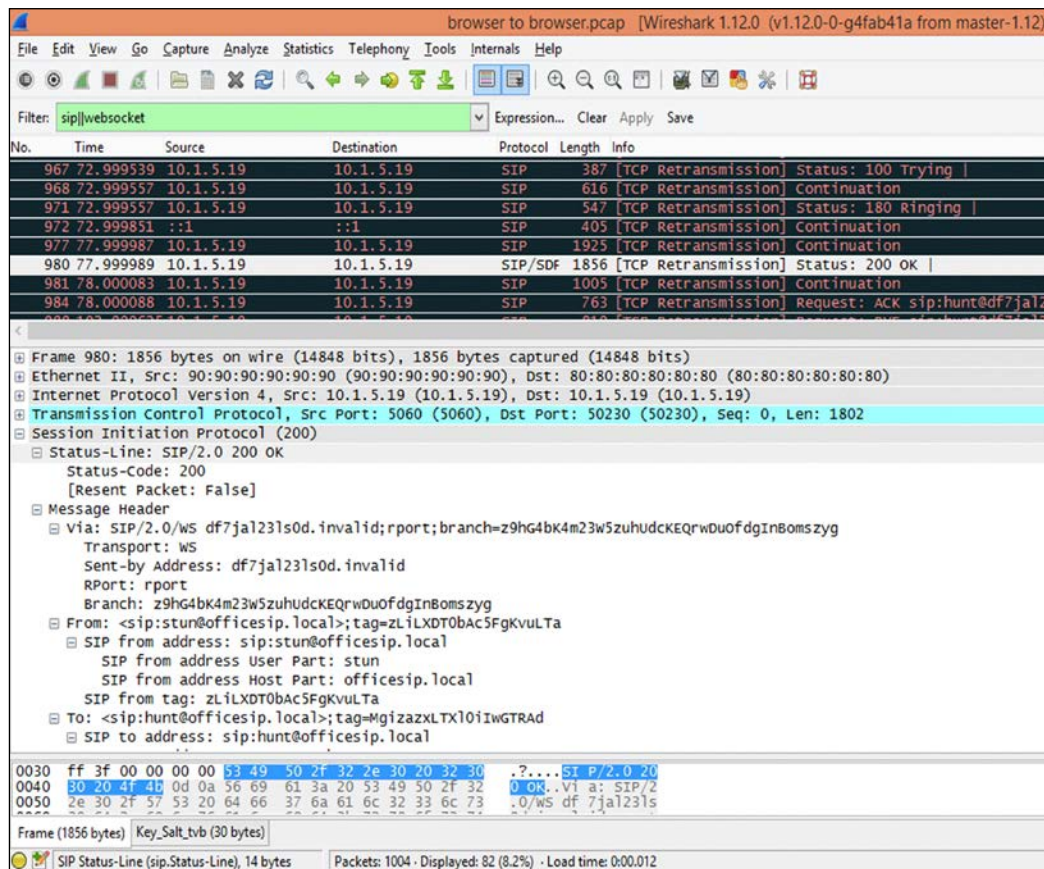 browser to browser.pcap [Wireshark 1.12.0 (v1.12.0-0-g4fab41a from master-1.12)
File Edit View Go Capture Analyze Statistics Telephony Tools Internals Help
Filter: sip||websocket Expression... Clear Apply Save
No. Time Source Destination Protocol Length Info
967 72.999539 10.1.5.19 10.1.5.19 SIP 387 [TCP Retransmission] Status: 100 Trying |
968 72.999557 10.1.5.19 10.1.5.19 SIP 616 [TCP Retransmission] Continuation
971 72.999557 10.1.5.19 10.1.5.19 SIP 547 [TCP Retransmission] Status: 180 Ringing |
972 72.999851 ::1 ::1 SIP 405 [TCP Retransmission] Continuation
977 77.999987 10.1.5.19 10.1.5.19 SIP 1925 [TCP Retransmission] Continuation
980 77.999989 10.1.5.19 10.1.5.19 SIP/SDF 1856 [TCP Retransmission] Status: 200 OK |
981 78.000083 10.1.5.19 10.1.5.19 SIP 1005 [TCP Retransmission] Continuation
984 78.000088 10.1.5.19 10.1.5.19 SIP 763 [TCP Retransmission] Request: ACK sip:hunt@df7jal2
Frame 980: 1856 bytes on wire (14848 bits), 1856 bytes captured (14848 bits)
Ethernet II, Src: 90:90:90:90:90:90 (90:90:90:90:90:90), Dst: 80:80:80:80:80:80 (80:80:80:80:80:80)
Internet Protocol Version 4, Src: 10.1.5.19 (10.1.5.19), Dst: 10.1.5.19 (10.1.5.19)
Transmission Control Protocol, Src Port: 5060 (5060), Dst Port: 50230 (50230), Seq: 0, Len: 1802
Session Initiation Protocol (200)
Status-Line: SIP/2.0 200 OK
Status-Code: 200
[Resent Packet: False]
Message Header
Via: SIP/2.0/WS df7jal23ls0d.invalid;rport;branch=z9hG4bK4m23W5zuhUdcKEQrwDuOfdgInBomszyg
Transport: WS
Sent-by Address: df7jal23ls0d.invalid
RPort: rport
Branch: z9hG4bK4m23W5zuhUdcKEQrwDuOfdgInBomszyg
From: <sip:stun@officesip.local>;tag=zLiLXDT0bAc5FgKvuLTa
SIP from address: sip:stun@officesip.local
SIP from address User Part: stun
SIP from address Host Part: officesip.local
SIP from tag: zLiLXDT0bAc5FgKvuLTa
To: <sip:hunt@officesip.local>;tag=MgizazxLTXl0iIwGTRAd
SIP to address: sip:hunt@officesip.local
0030 ff 3f 00 00 00 00 53 49 50 2f 32 2e 30 20 32 30 .?....SI P/2.0 20
0040 30 20 4f 4b 0d 0a 56 69 61 3a 20 53 49 50 2f 32 0 OK..Vi a: SIP/2
0050 2e 30 2f 57 53 20 64 66 37 6a 61 6c 32 33 6c 73 .0/WS df 7jal23ls
Frame (1856 bytes) Key_Salt_tvb (30 bytes)
SIP Status-Line (sip.Status-Line), 14 bytes Packets: 1004 · Displayed: 82 (8.2%) · Load time: 0:00.012